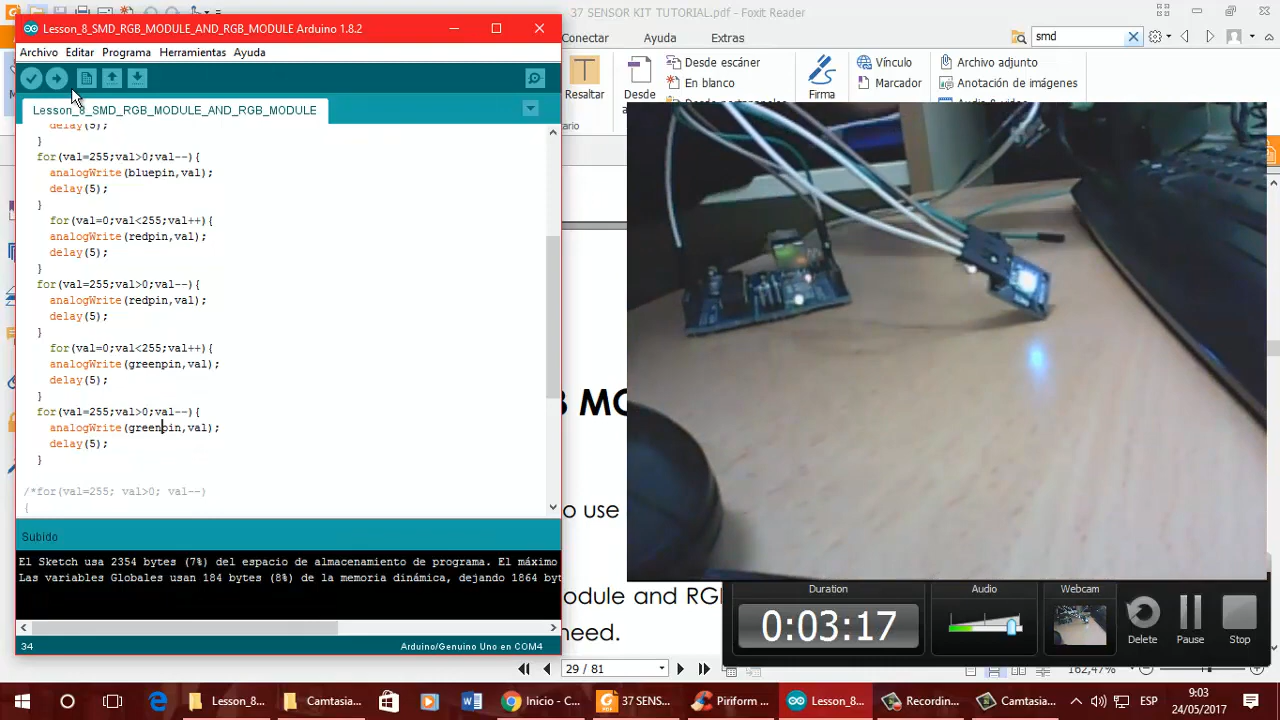 37 SENSOR KIT TUTORIAL.pdf - Foxit Reader
Lesson_8_SMD_RGB_MODULE_AND_RGB_MODULE Arduino 1.8.2
Archivo Editar Programa Herramientas Ayuda
Conectar Ayuda Extras
smd
Resaltar
Desde
Desde escáner
En blanco
Firma
Vínculo
Marcador
Archivo adjunto
Anotación de imágenes
Lesson_8_SMD_RGB_MODULE_AND_RGB_MODULE
delay(5);
}
for(val=255;val>0;val--){
analogWrite(bluepin,val);
delay(5);
}
for(val=0;val<255;val++){
analogWrite(redpin,val);
delay(5);
}
for(val=255;val>0;val--){
analogWrite(redpin,val);
delay(5);
}
for(val=0;val<255;val++){
analogWrite(greenpin,val);
delay(5);
}
for(val=255;val>0;val--){
analogWrite(greenpin,val);
delay(5);
}
/*for(val=255; val>0; val--)
{
Subido
El Sketch usa 2354 bytes (7%) del espacio de almacenamiento de programa. El máximo
Las variables Globales usan 184 bytes (8%) de la memoria dinámica, dejando 1864 byt
34
Arduino/Genuino Uno en COM4
B MO
o use
odule and RG
need.
29 / 81
162,47%
Duration
0:03:17
Audio
Webcam
Delete
Pause
Stop
Lesson_8...
Camtasia...
Inicio - C...
37 SENS...
Piriform ...
Lesson_8...
Recordin...
Camtasia...
ESP
9:03
24/05/2017